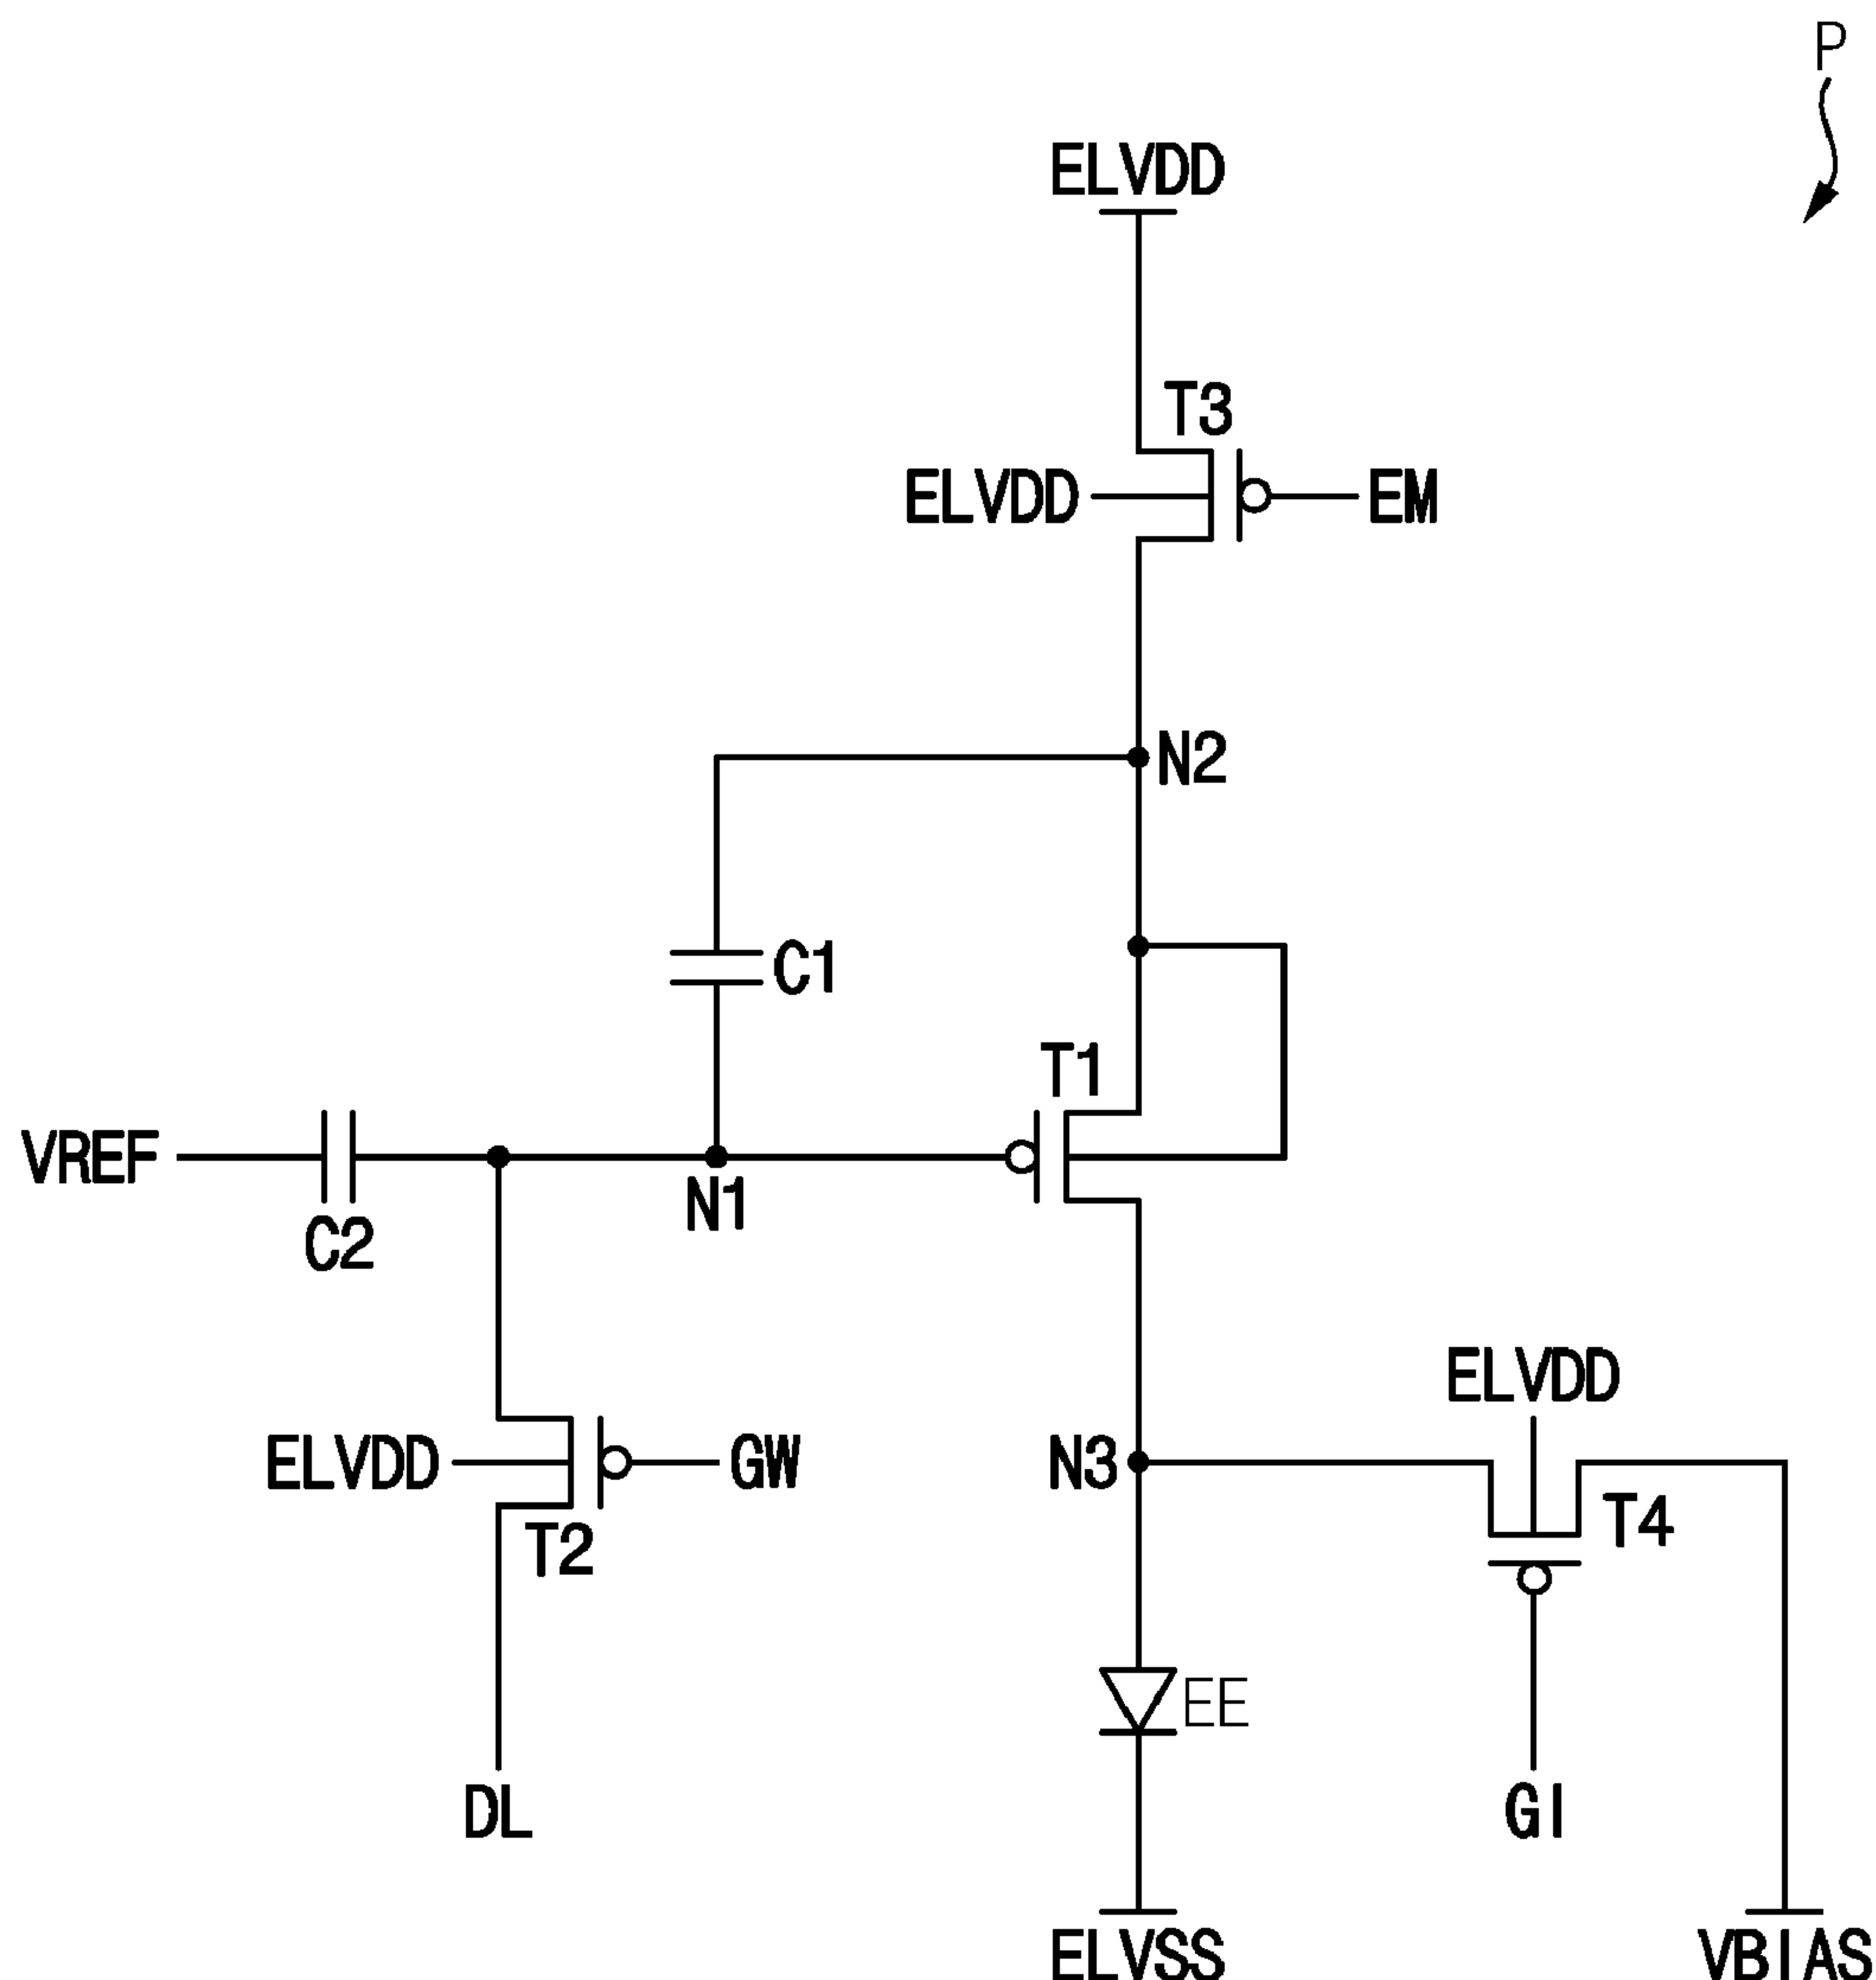 P
ELVDD
T3
ELVDD
EM
N2
C1
T1
VREF
N1
C2
ELVDD
ELVDD
GW
N3
T4
T2
EE
DL
GI
ELVSS
VBIAS